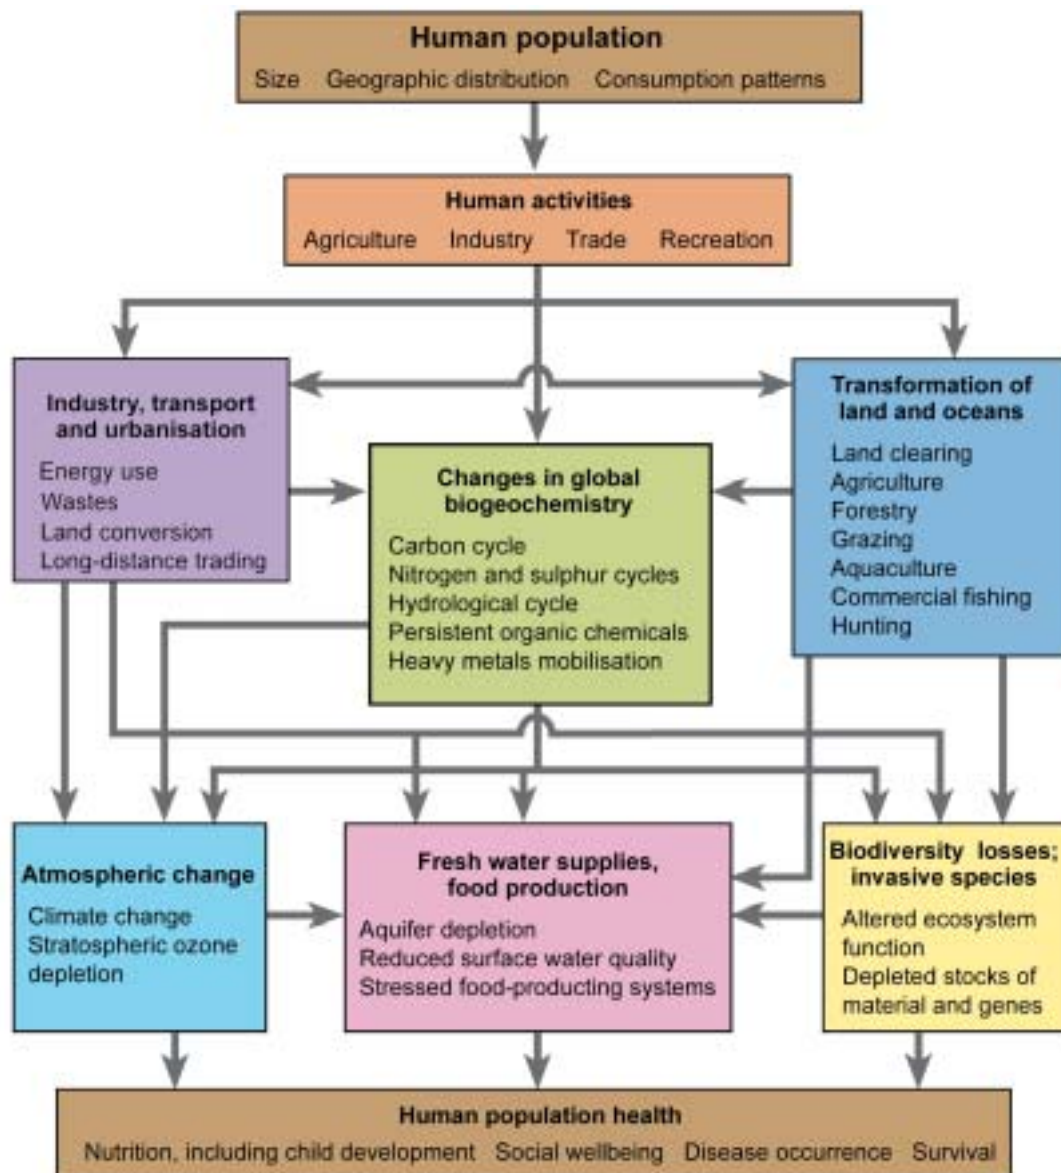 Human population
Size Geographic distribution Consumption patterns
Human activities
Agriculture Industry Trade Recreation
Industry, transport
and urbanisation
Energy use
Wastes
Land conversion
Long-distance trading
Changes in global
biogeochemistry
Carbon cycle
Nitrogen and sulphur cycles
Hydrological cycle
Persistent organic chemicals
Heavy metals mobilisation
Transformation of
land and oceans
Land clearing
Agriculture
Forestry
Grazing
Aquaculture
Commercial fishing
Hunting
Atmospheric change
Climate change
Stratospheric ozone
depletion
Fresh water supplies,
food production
Aquifer depletion
Reduced surface water quality
Stressed food-producting systems
Biodiversity losses;
invasive species
Altered ecosystem
function
Depleted stocks of
material and genes
Human population health
Nutrition, including child development Social wellbeing Disease occurrence Survival